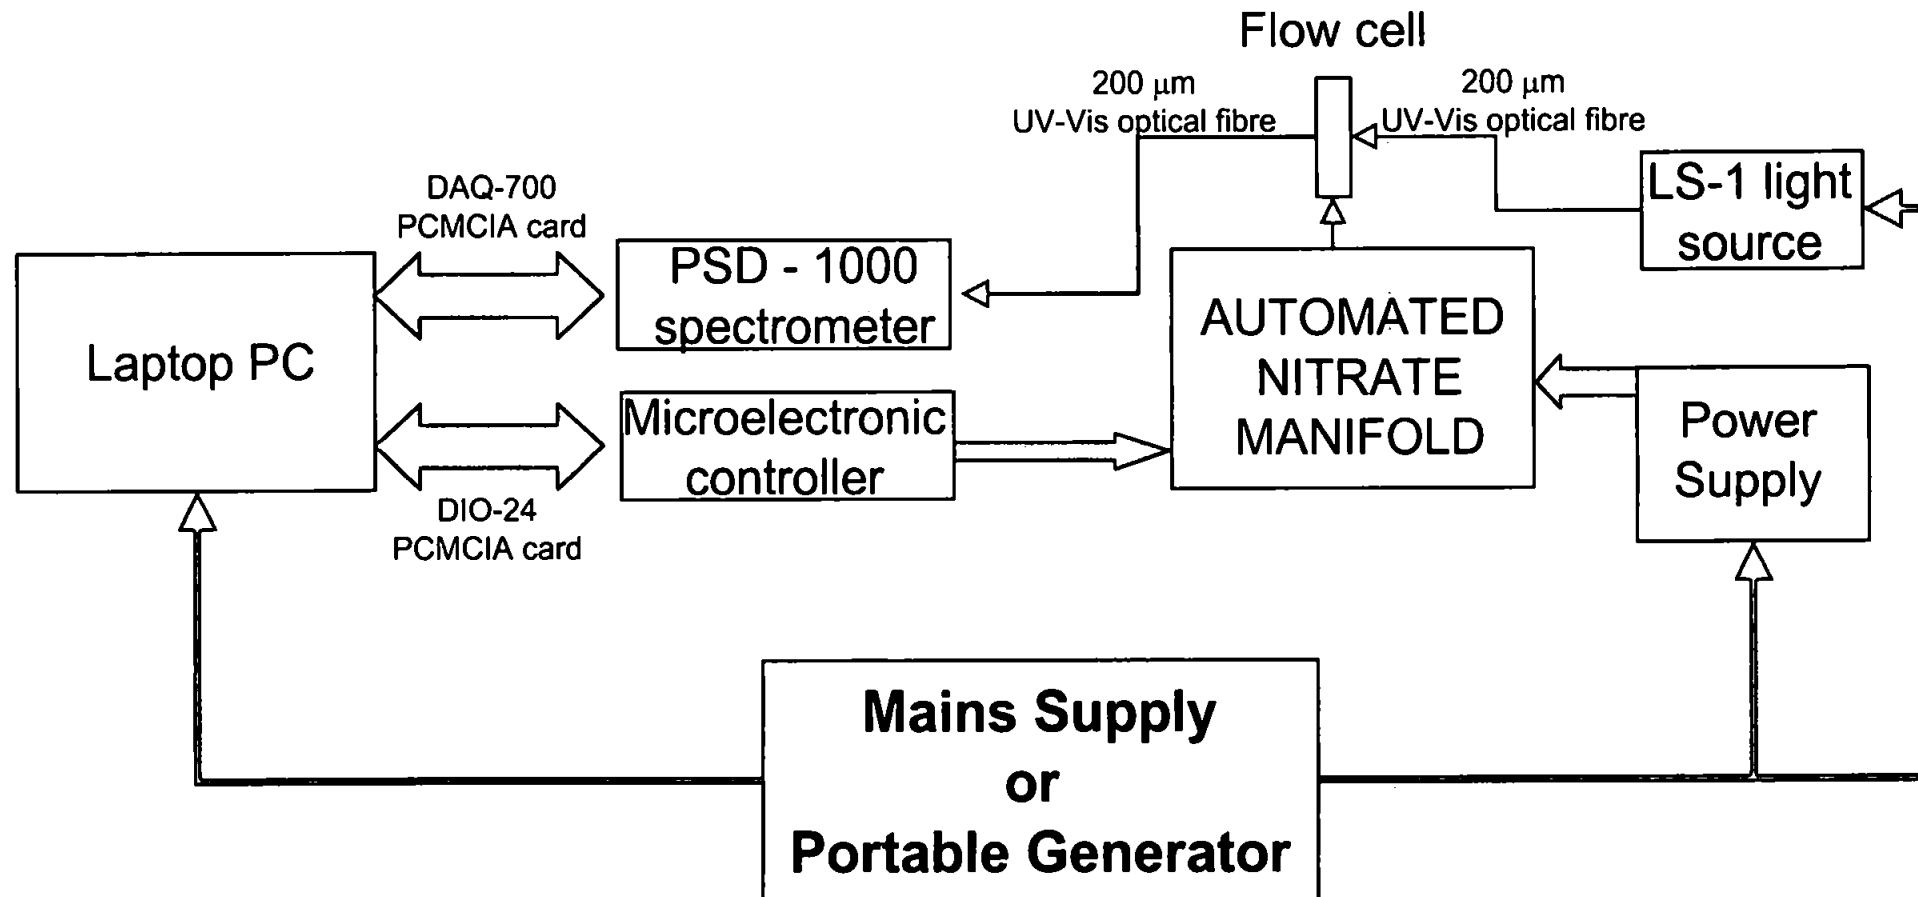 Flow cell
200 μm
UV-Vis optical fibre
200 μm
UV-Vis optical fibre
LS-1 light
source
DAQ-700
PCMCIA card
PSD - 1000
spectrometer
Laptop PC
AUTOMATED
NITRATE
MANIFOLD
Microelectronic
controller
Power
Supply
DIO-24
PCMCIA card
Mains Supply
or
Portable Generator